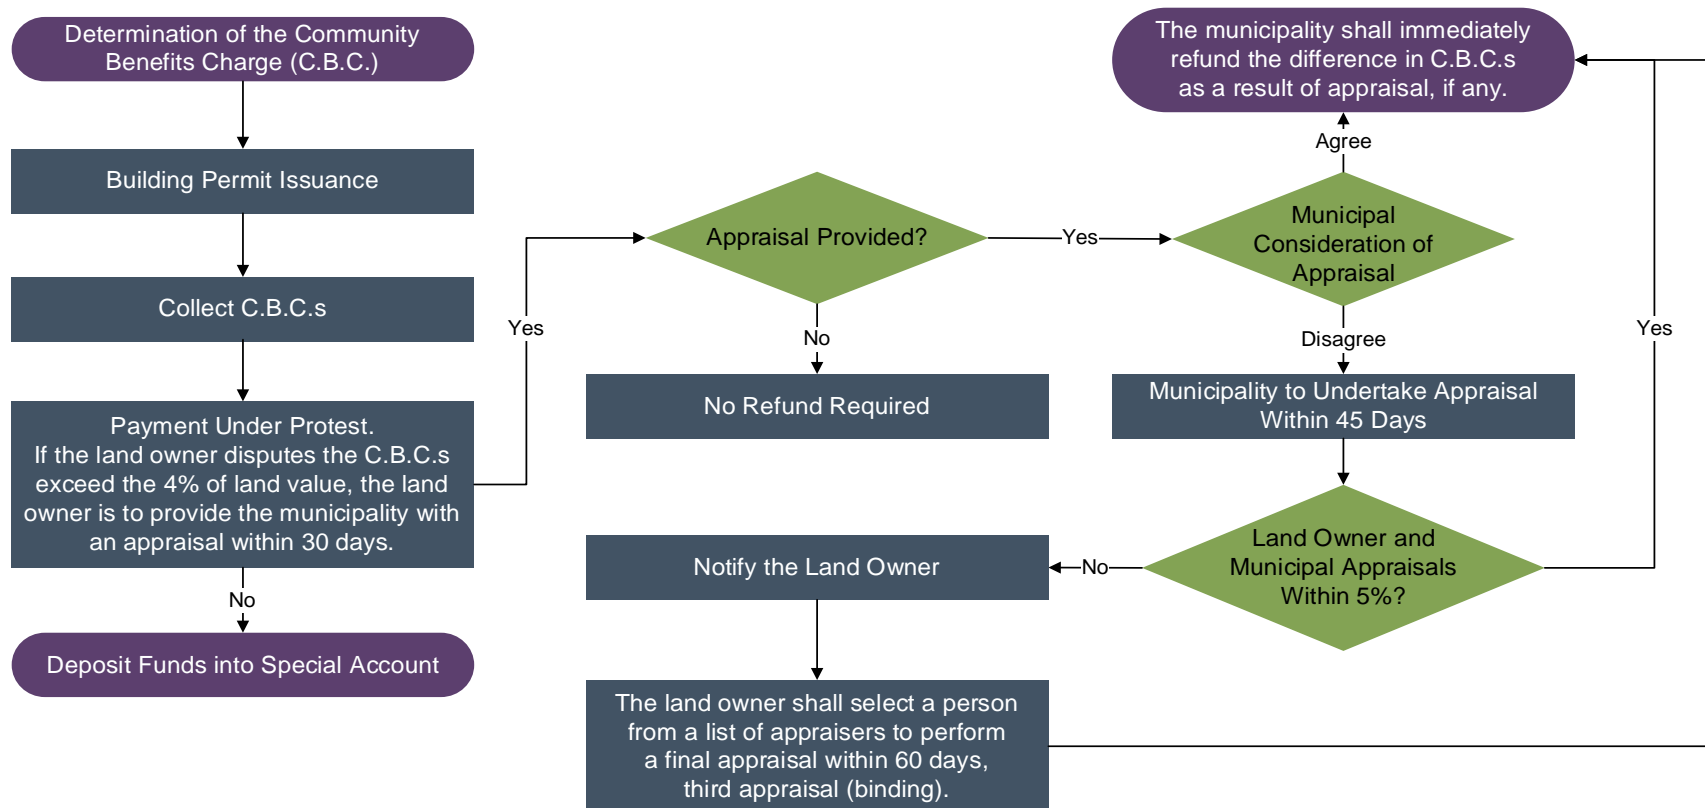 Determination of the Community
Benefits Charge (C.B.C.)
Building Permit Issuance
Collect C.B.C.s
Payment Under Protest.
If the land owner disputes the C.B.C.s
exceed the 4% of land value, the land
owner is to provide the municipality with
an appraisal within 30 days.
No
Deposit Funds into Special Account
Yes
Appraisal Provided?
No
No Refund Required
Yes
Municipal
Consideration of
Appraisal
Agree
The municipality shall immediately
refund the difference in C.B.C.s
as a result of appraisal, if any.
Disagree
Municipality to Undertake Appraisal
Within 45 Days
Land Owner and
Municipal Appraisals
Within 5%?
Yes
No
Notify the Land Owner
The land owner shall select a person
from a list of appraisers to perform
a final appraisal within 60 days,
third appraisal (binding).